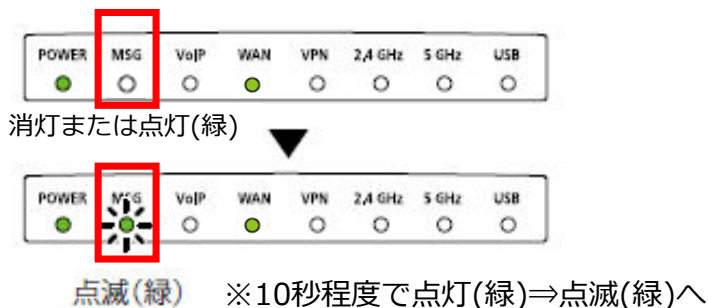 POWER MSG VoIP WAN VPN 2,4 GHz 5 GHz USB
消灯または点灯(緑)
POWER MSG VoIP WAN VPN 2,4 GHz 5 GHz USB
点滅(緑) ※10秒程度で点灯(緑)⇒点滅(緑)へ